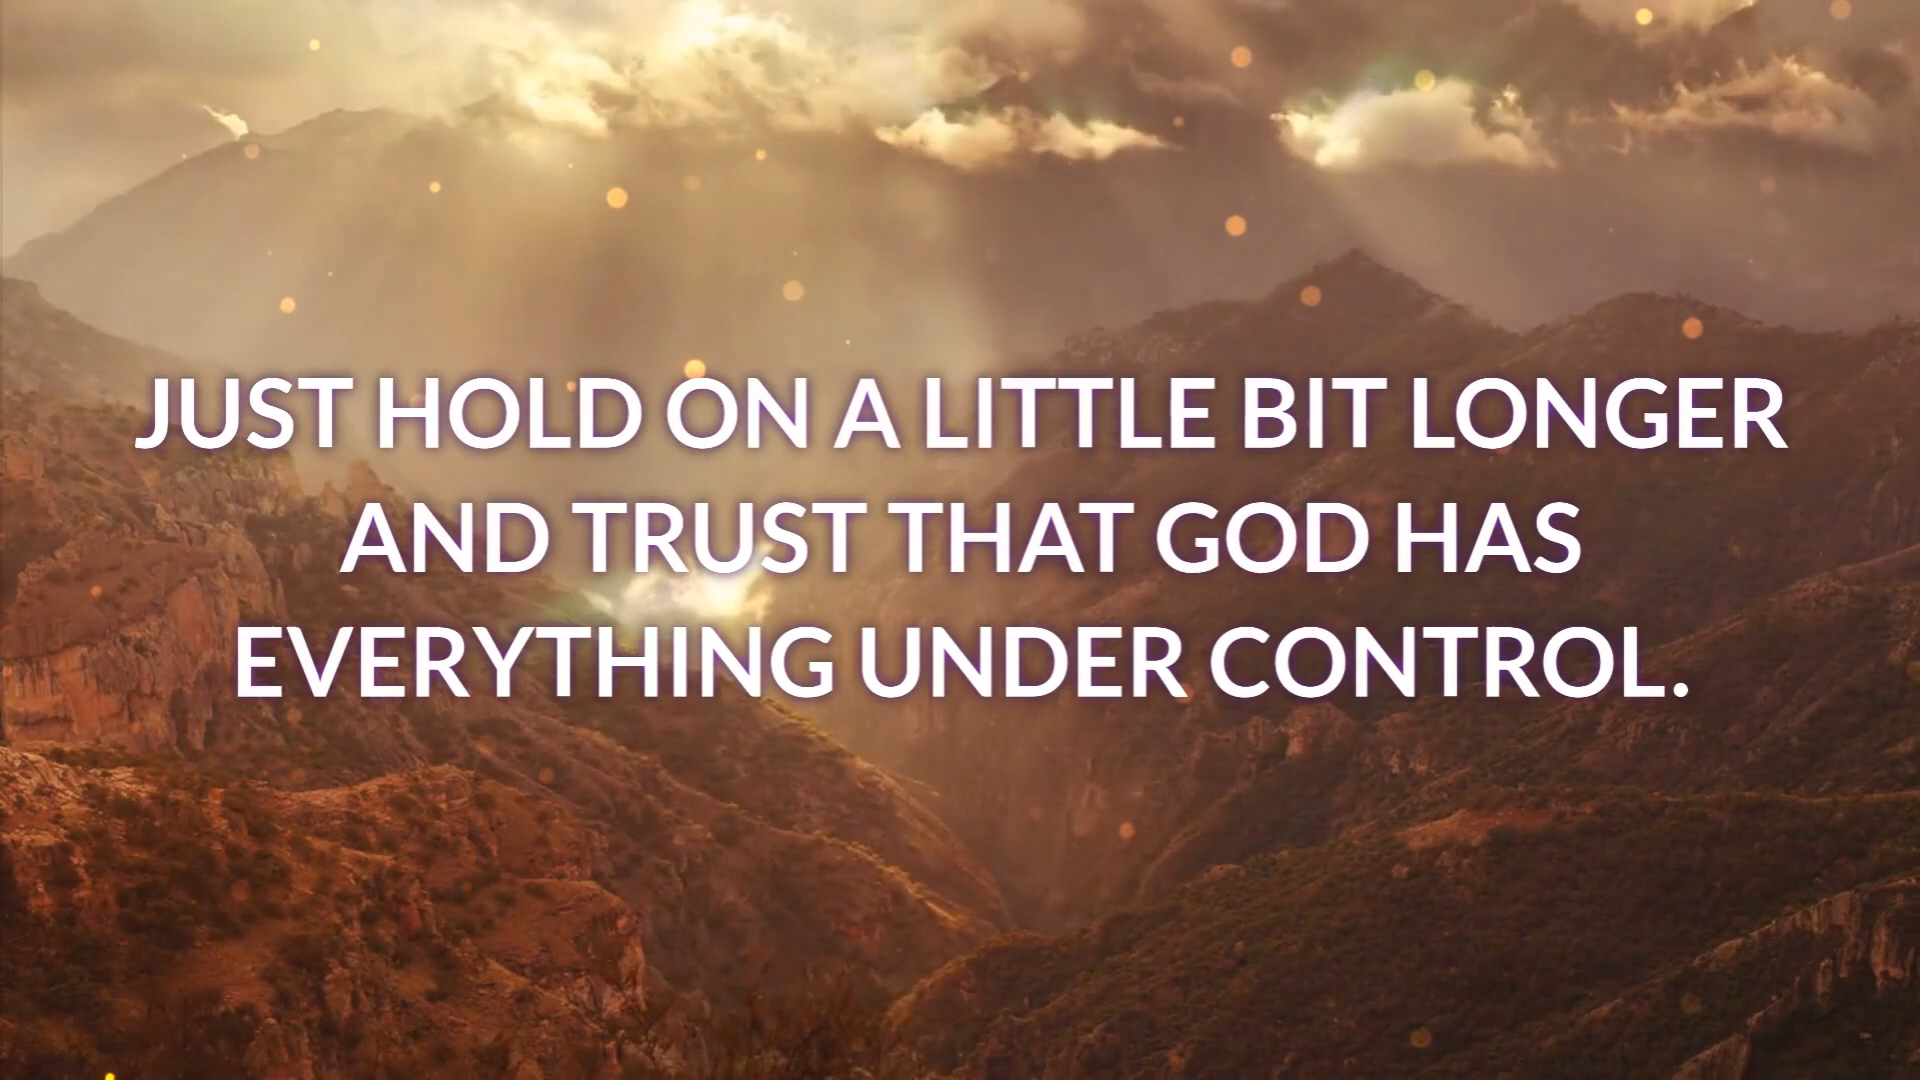 JUST HOLD ON A LITTLE BIT LONGER
AND TRUST THAT GOD HAS
EVERYTHING UNDER CONTROL.